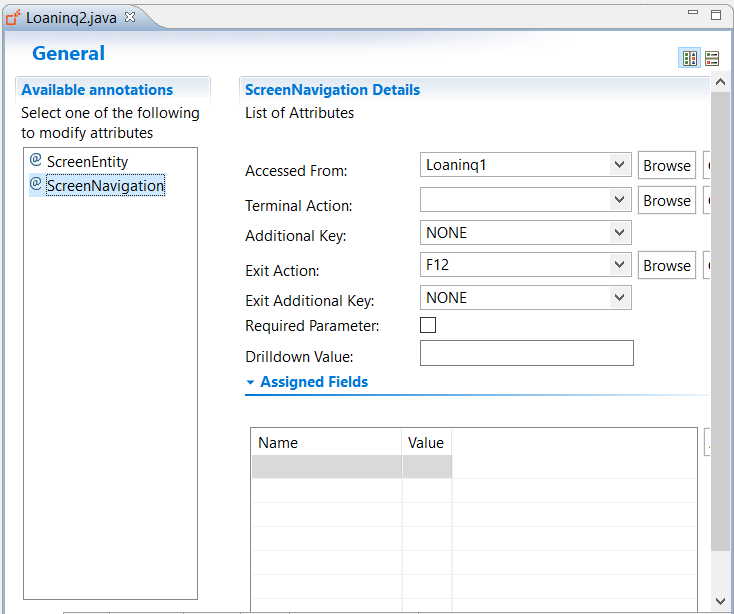 Loaninq2.java
General
Available annotations
Select one of the following
to modify attributes
@ ScreenEntity
@ ScreenNavigation
ScreenNavigation Details
List of Attributes
Accessed From: Loaninq1 Browse
Terminal Action: Browse
Additional Key: NONE
Exit Action: F12 Browse
Exit Additional Key: NONE
Required Parameter:
Drilldown Value:
Assigned Fields
Name Value